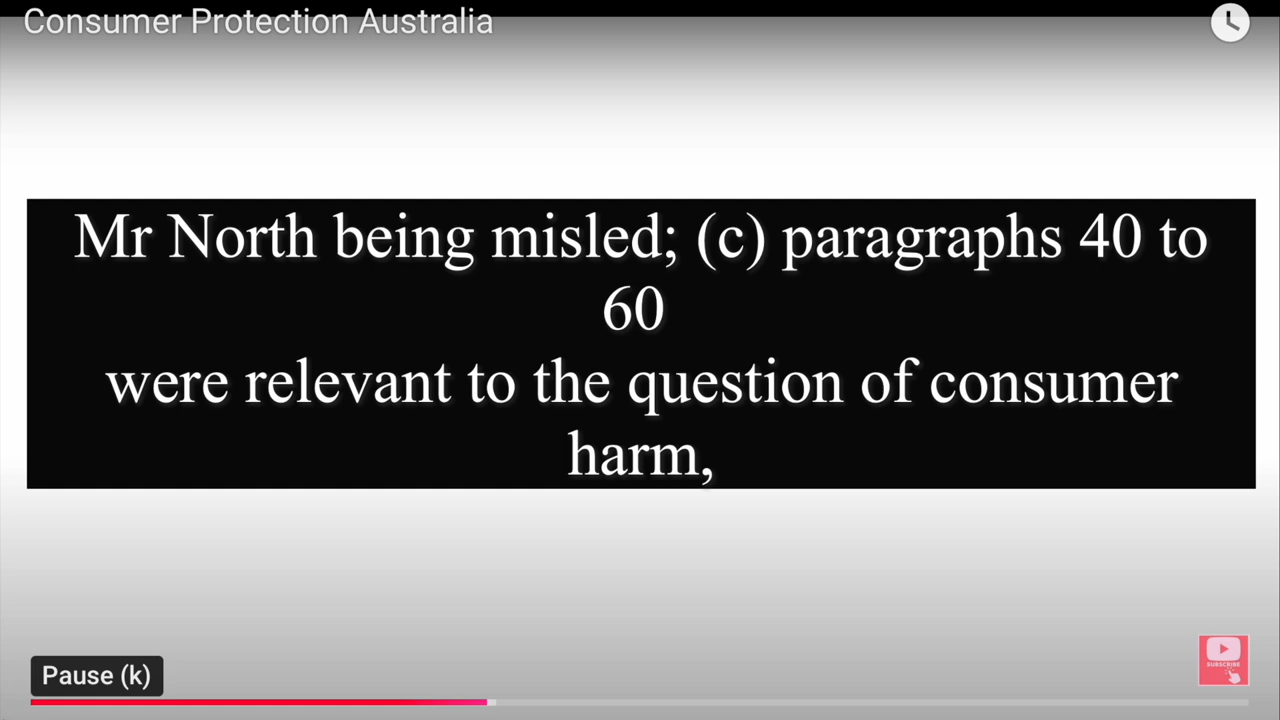 Consumer Protection Australia
Mr North being misled; (c) paragraphs 40 to
60
were relevant to the question of consumer
harm,
SUBSCRIBE
Pause (k)